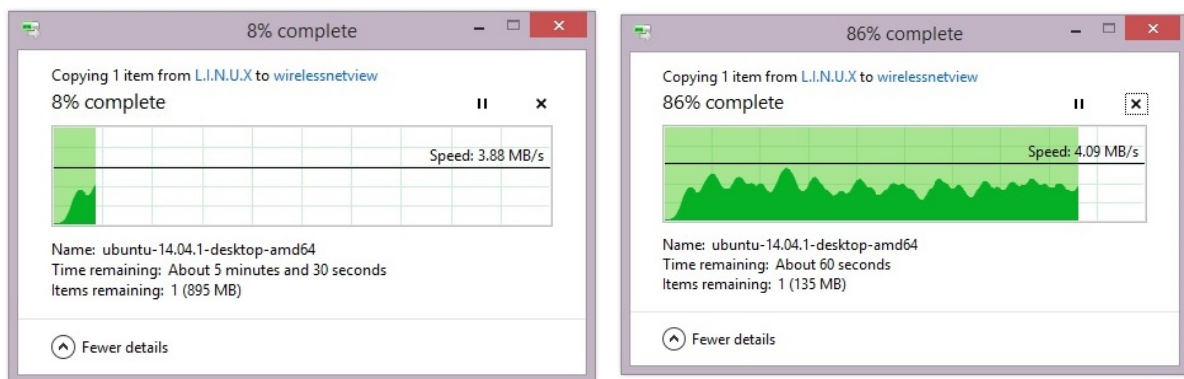 8% complete
Copying 1 item from L.I.N.U.X to wirelessnetview
8% complete
Speed: 3.88 MB/s
Name: ubuntu-14.04.1-desktop-amd64
Time remaining: About 5 minutes and 30 seconds
Items remaining: 1 (895 MB)
Fewer details
86% complete
Copying 1 item from L.I.N.U.X to wirelessnetview
86% complete
Speed: 4.09 MB/s
Name: ubuntu-14.04.1-desktop-amd64
Time remaining: About 60 seconds
Items remaining: 1 (135 MB)
Fewer details